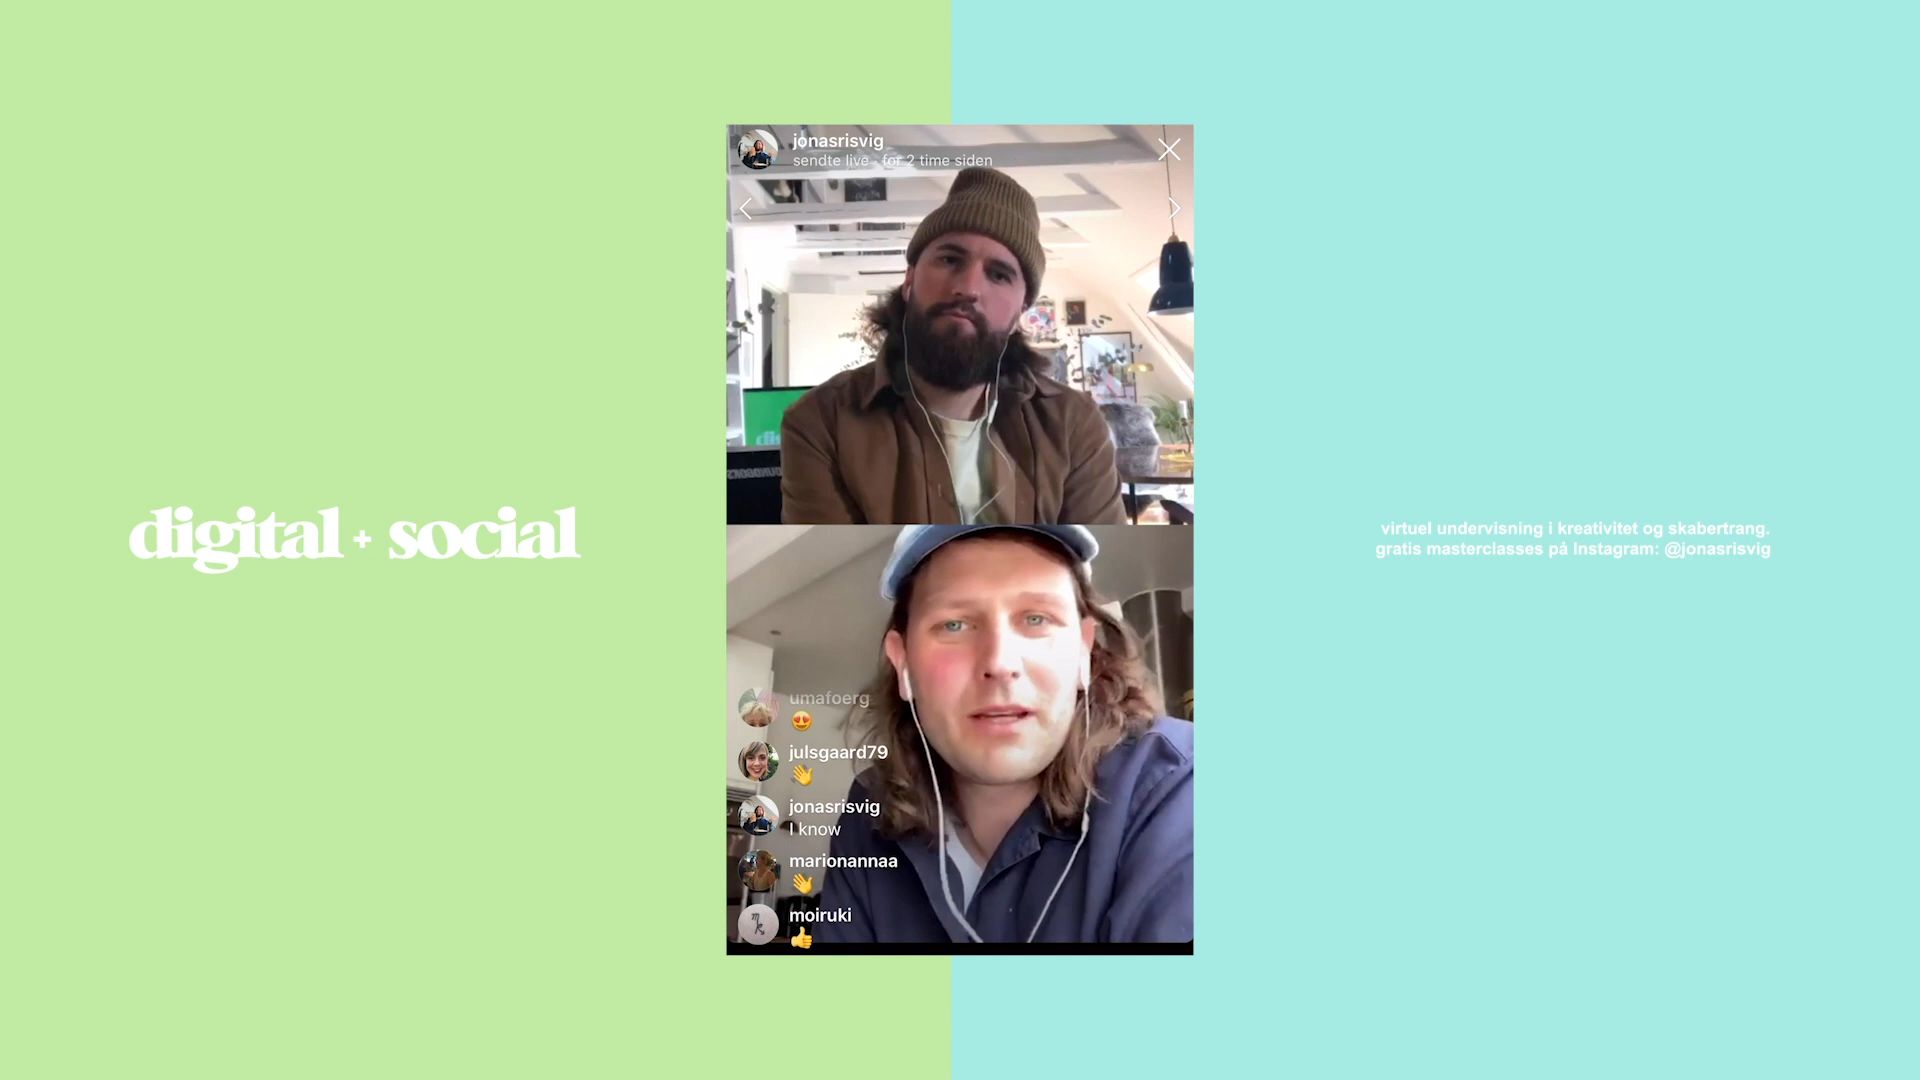 digital + social
jonasrisvig
sendte live · for 2 time siden
umafoerg
😍
julsgaard79
👋
jonasrisvig
I know
marionannaa
👋
moiruki
👍
virtuel undervisning i kreativitet og skabertrang.
gratis masterclasses på Instagram: @jonasrisvig